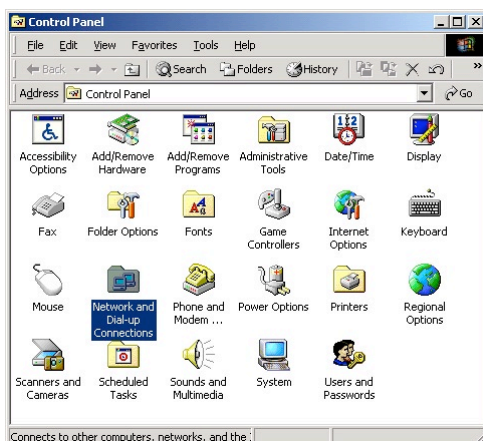 Control Panel
File Edit View Favorites Tools Help
Back Search Folders History »
Address Control Panel Go
Accessibility Options
Add/Remove Hardware
Add/Remove Programs
Administrative Tools
Date/Time
Display
Fax
Folder Options
Fonts
Game Controllers
Internet Options
Keyboard
Mouse
Network and Dial-up Connections
Phone and Modem ...
Power Options
Printers
Regional Options
Scanners and Cameras
Scheduled Tasks
Sounds and Multimedia
System
Users and Passwords
Connects to other computers, networks, and the